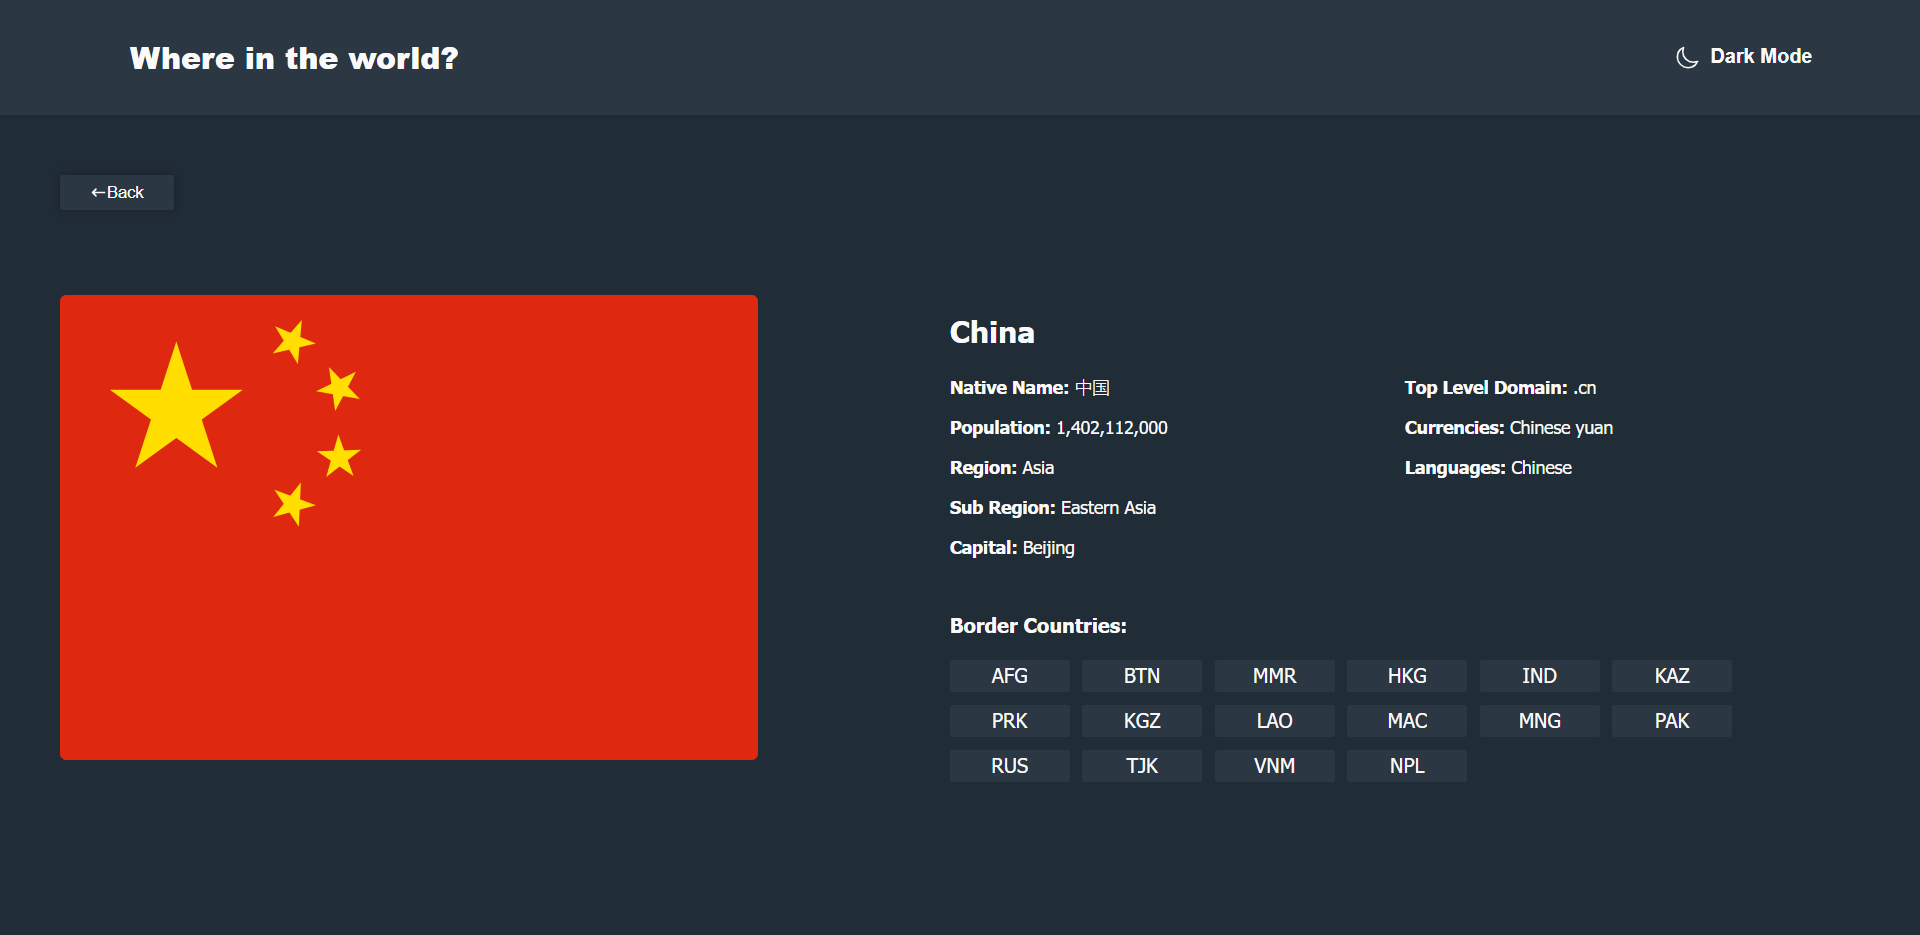 Where in the world?
Dark Mode
←Back
China
Native Name: 中国
Population: 1,402,112,000
Region: Asia
Sub Region: Eastern Asia
Capital: Beijing
Top Level Domain: .cn
Currencies: Chinese yuan
Languages: Chinese
Border Countries:
AFG BTN MMR HKG IND KAZ
PRK KGZ LAO MAC MNG PAK
RUS TJK VNM NPL